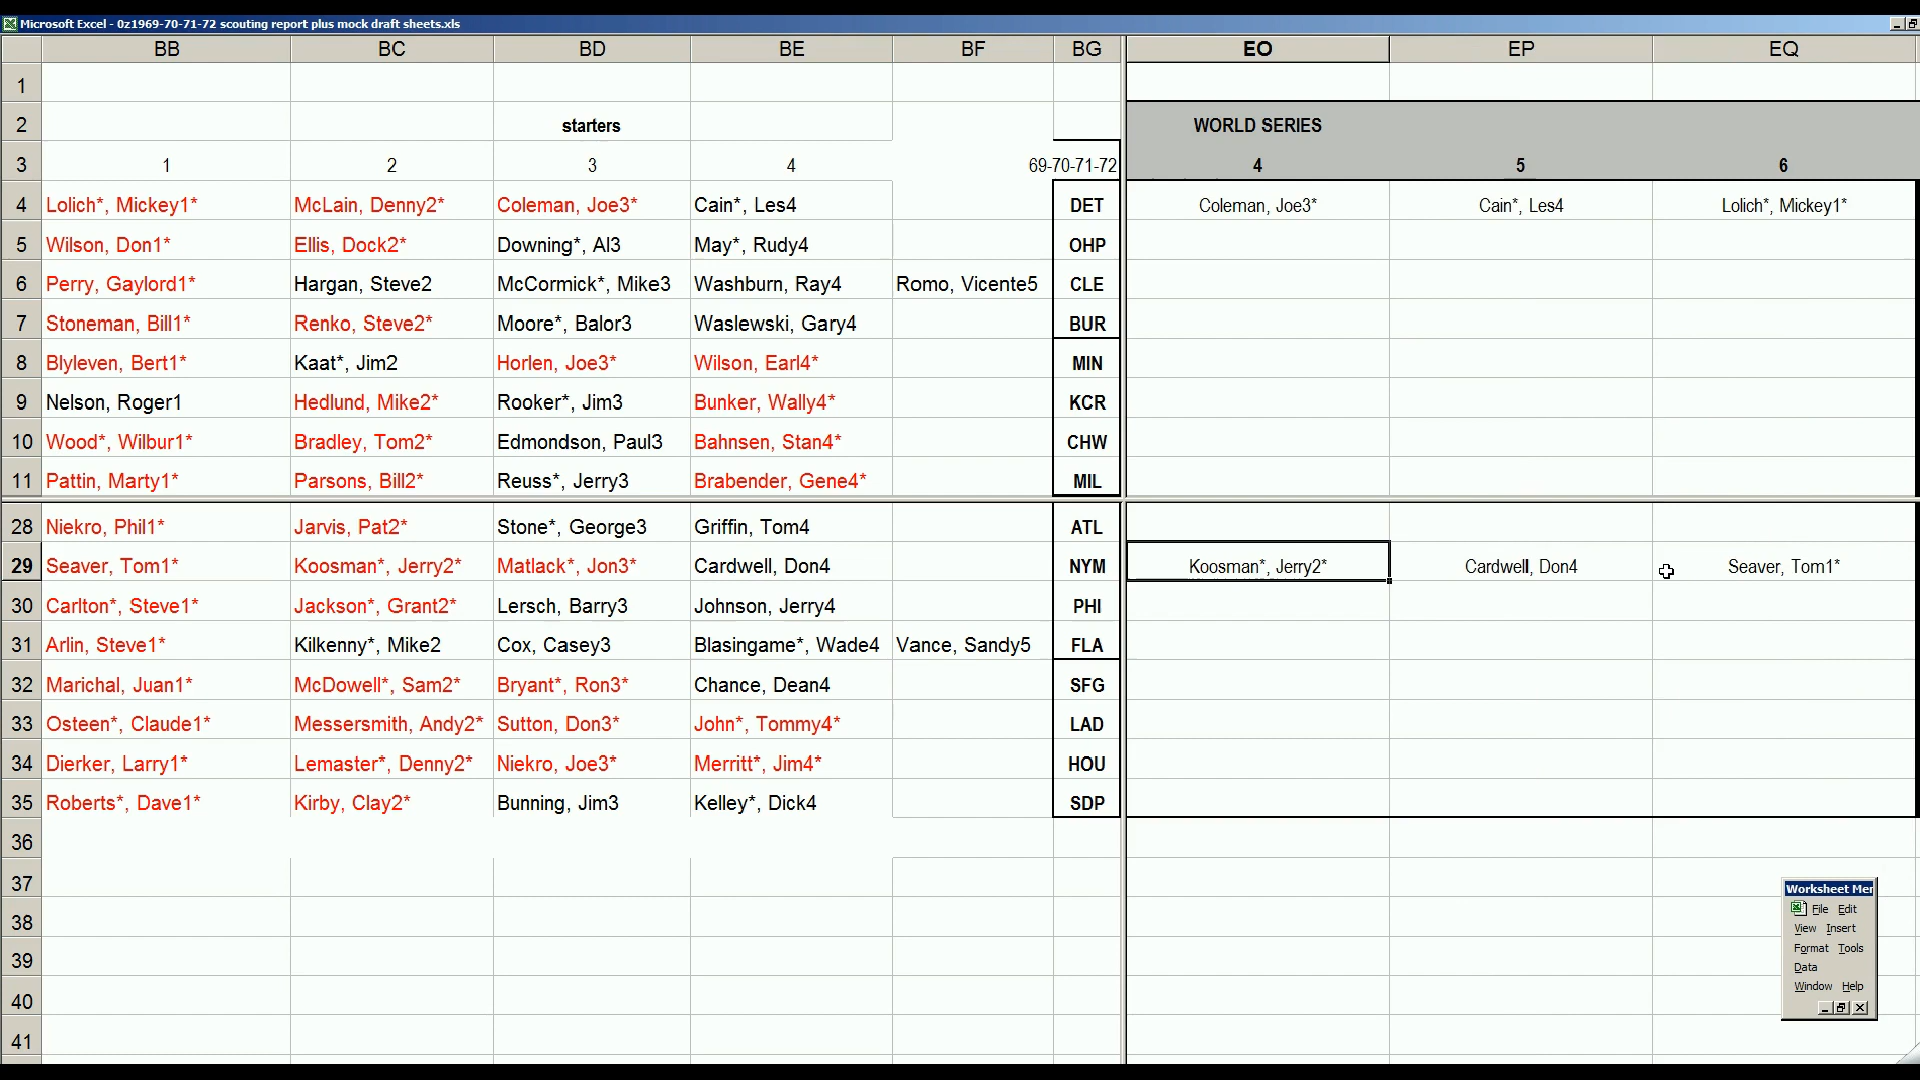 Microsoft Excel - 0z1969-70-71-72 scouting report plus mock draft sheets.xls
BB BC BD BE BF BG EO EP EQ
1
2 starters WORLD SERIES
3 1 2 3 4 69-70-71-72 4 5 6
4 Lolich*, Mickey1* McLain, Denny2* Coleman, Joe3* Cain*, Les4 DET Coleman, Joe3* Cain*, Les4 Lolich*, Mickey1*
5 Wilson, Don1* Ellis, Dock2* Downing*, Al3 May*, Rudy4 OHP
6 Perry, Gaylord1* Hargan, Steve2 McCormick*, Mike3 Washburn, Ray4 Romo, Vicente5 CLE
7 Stoneman, Bill1* Renko, Steve2* Moore*, Balor3 Waslewski, Gary4 BUR
8 Blyleven, Bert1* Kaat*, Jim2 Horlen, Joe3* Wilson, Earl4* MIN
9 Nelson, Roger1 Hedlund, Mike2* Rooker*, Jim3 Bunker, Wally4* KCR
10 Wood*, Wilbur1* Bradley, Tom2* Edmondson, Paul3 Bahnsen, Stan4* CHW
11 Pattin, Marty1* Parsons, Bill2* Reuss*, Jerry3 Brabender, Gene4* MIL
28 Niekro, Phil1* Jarvis, Pat2* Stone*, George3 Griffin, Tom4 ATL
29 Seaver, Tom1* Koosman*, Jerry2* Matlack*, Jon3* Cardwell, Don4 NYM Koosman*, Jerry2* Cardwell, Don4 Seaver, Tom1*
30 Carlton*, Steve1* Jackson*, Grant2* Lersch, Barry3 Johnson, Jerry4 PHI
31 Arlin, Steve1* Kilkenny*, Mike2 Cox, Casey3 Blasingame*, Wade4 Vance, Sandy5 FLA
32 Marichal, Juan1* McDowell*, Sam2* Bryant*, Ron3* Chance, Dean4 SFG
33 Osteen*, Claude1* Messersmith, Andy2* Sutton, Don3* John*, Tommy4* LAD
34 Dierker, Larry1* Lemaster*, Denny2* Niekro, Joe3* Merritt*, Jim4* HOU
35 Roberts*, Dave1* Kirby, Clay2* Bunning, Jim3 Kelley*, Dick4 SDP
36
37
38
39
40
41
Worksheet Mer
File Edit
View Insert
Format Tools
Data
Window Help